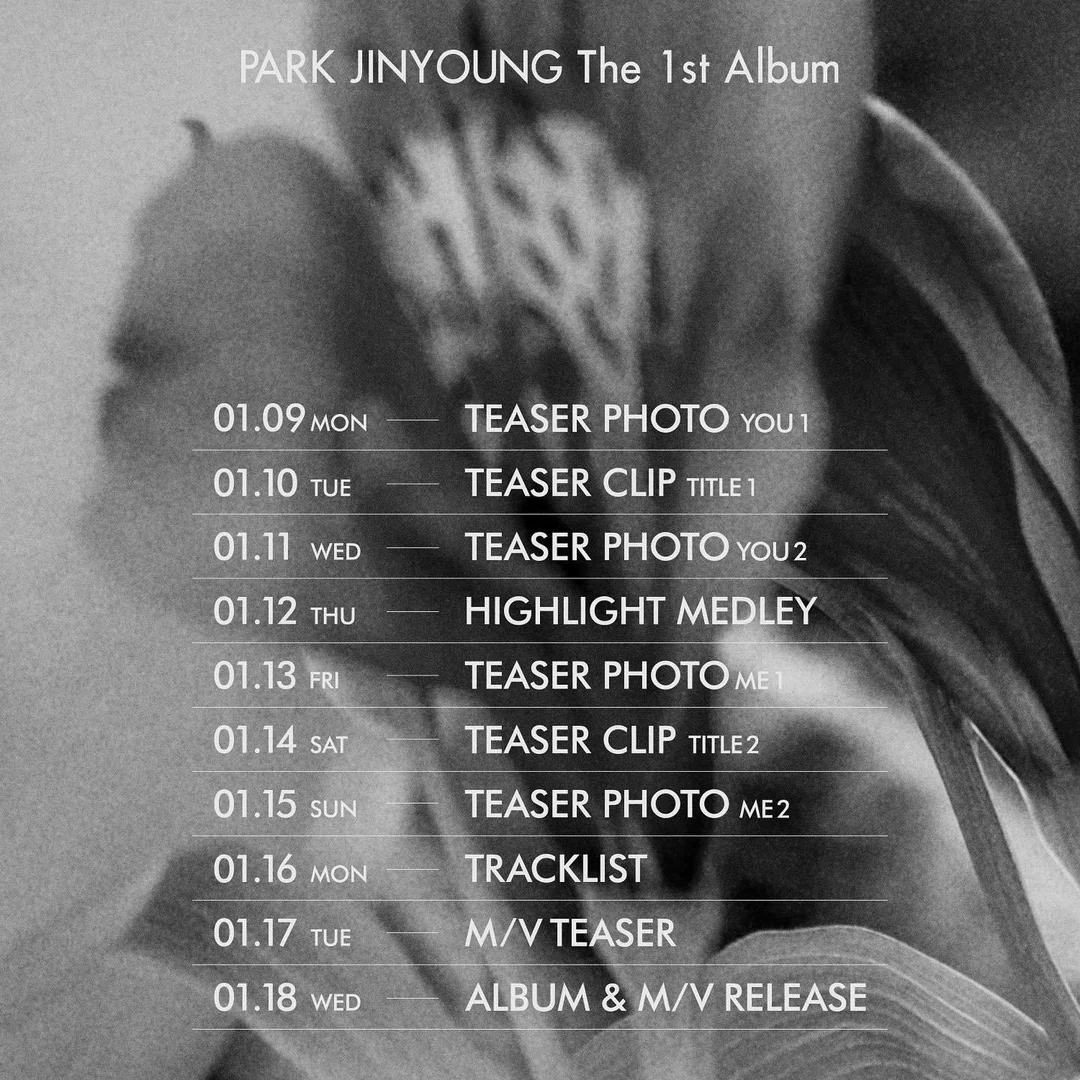 PARK JINYOUNG The 1st Album
01.09 MON — TEASER PHOTO YOU 1
01.10 TUE — TEASER CLIP TITLE 1
01.11 WED — TEASER PHOTO YOU 2
01.12 THU — HIGHLIGHT MEDLEY
01.13 FRI — TEASER PHOTO ME 1
01.14 SAT — TEASER CLIP TITLE 2
01.15 SUN — TEASER PHOTO ME 2
01.16 MON — TRACKLIST
01.17 TUE — M/V TEASER
01.18 WED — ALBUM & M/V RELEASE